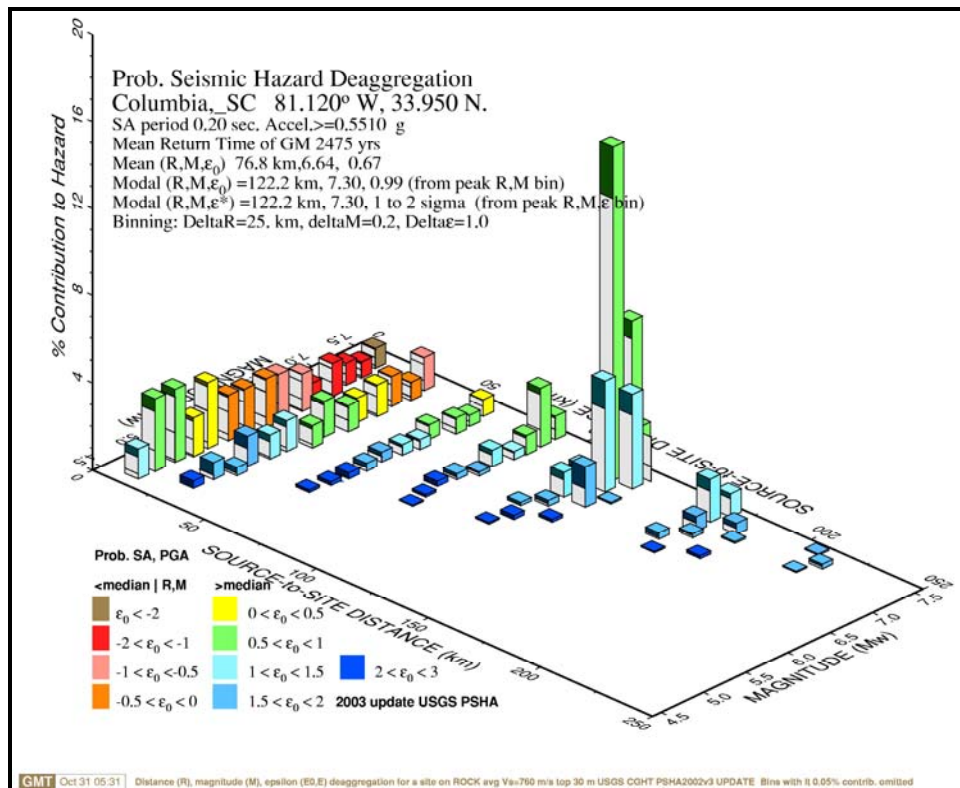 20
16
12
8
4
0
% Contribution to Hazard
Prob. Seismic Hazard Deaggregation
Columbia,_SC 81.120° W, 33.950 N.
SA period 0.20 sec. Accel.>=0.5510 g
Mean Return Time of GM 2475 yrs
Mean (R,M,ε₀) 76.8 km,6.64, 0.67
Modal (R,M,ε₀) =122.2 km, 7.30, 0.99 (from peak R,M bin)
Modal (R,M,ε*) =122.2 km, 7.30, 1 to 2 sigma (from peak R,M,ε bin)
Binning: DeltaR=25. km, deltaM=0.2, Deltaε=1.0
7.0
7.5
50
200
250
50
100
150
200
250
SOURCE-to-SITE DISTANCE (km)
4.5
5.0
5.5
6.0
6.5
7.0
7.5
MAGNITUDE (Mw)
Prob. SA, PGA
<median | R,M >median
ε₀ < -2 0 < ε₀ < 0.5
-2 < ε₀ < -1 0.5 < ε₀ < 1
-1 < ε₀ < -0.5 1 < ε₀ < 1.5 2 < ε₀ < 3
-0.5 < ε₀ < 0 1.5 < ε₀ < 2 2003 update USGS PSHA
GMT Oct 31 05:31 Distance (R), magnitude (M), epsilon (E0,E) deaggregation for a site on ROCK avg Vs=760 m/s top 30 m USGS CGHT PSHA2002v3 UPDATE Bins with lt 0.05% contrib. omitted